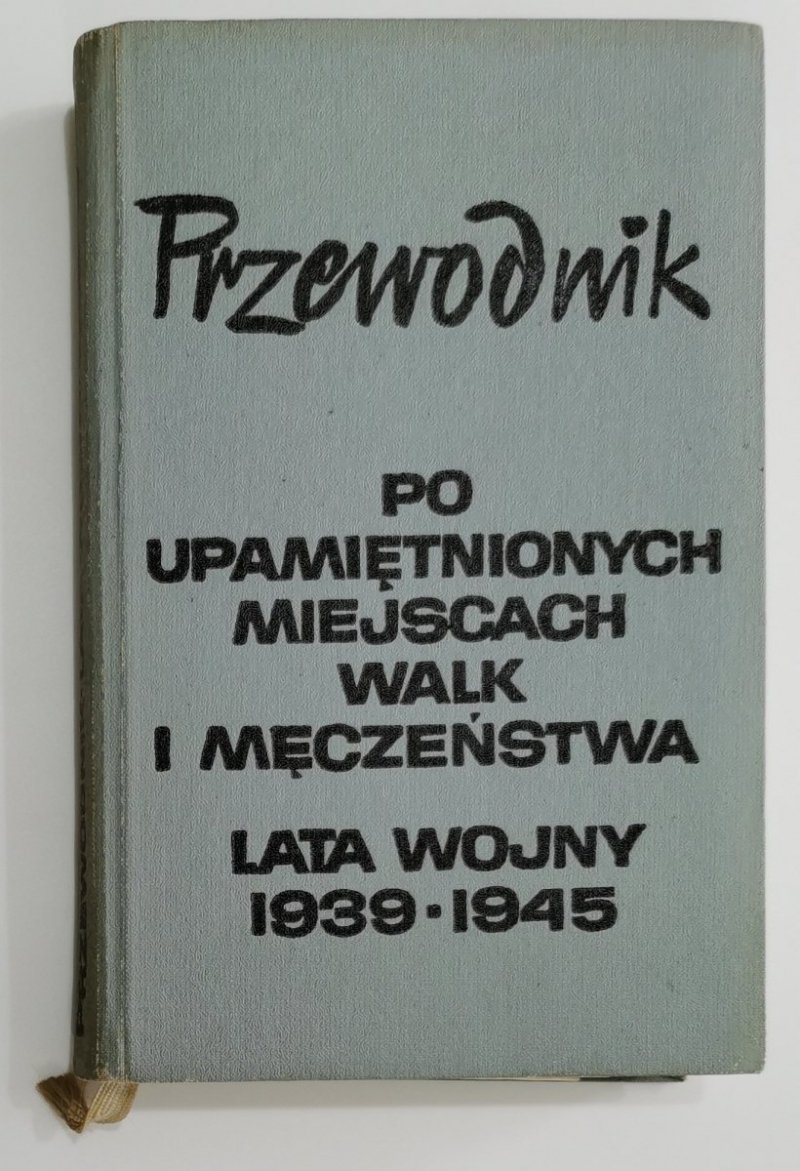 Przewodnik
PO
UPAMIĘTNIONYCH
MIEJSCACH
WALK
I MĘCZEŃSTWA
LATA WOJNY
1939·1945